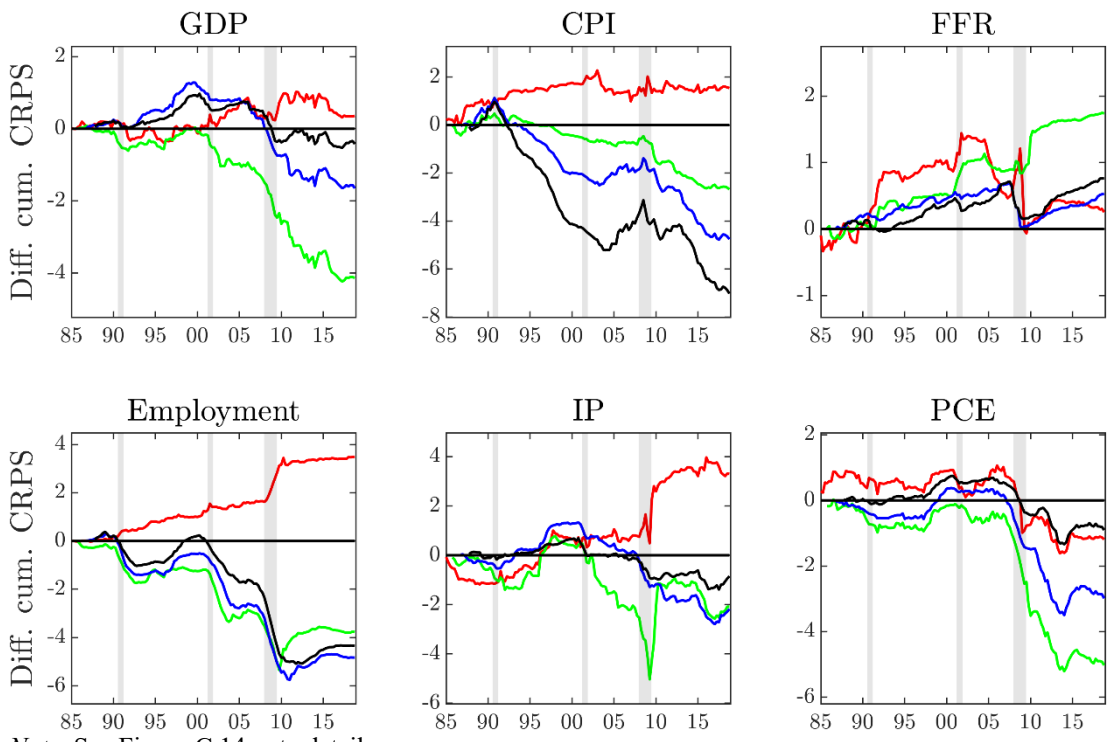 GDP CPI FFR
Diff. cum. CRPS
2 0 -2 -4
2 0 -2 -4 -6 -8
2 1 0 -1
85 90 95 00 05 10 15 85 90 95 00 05 10 15 85 90 95 00 05 10 15
Employment IP PCE
Diff. cum. CRPS
4 2 0 -2 -4 -6
4 2 0 -2 -4 -6
2 0 -2 -4 -6
85 90 95 00 05 10 15 85 90 95 00 05 10 15 85 90 95 00 05 10 15